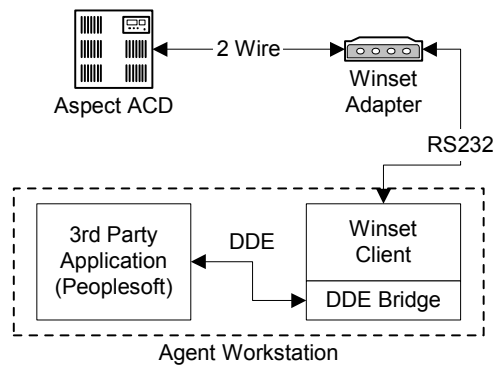 2 Wire
Aspect ACD
Winset
Adapter
RS232
3rd Party
Application
(Peoplesoft)
DDE
Winset
Client
DDE Bridge
Agent Workstation